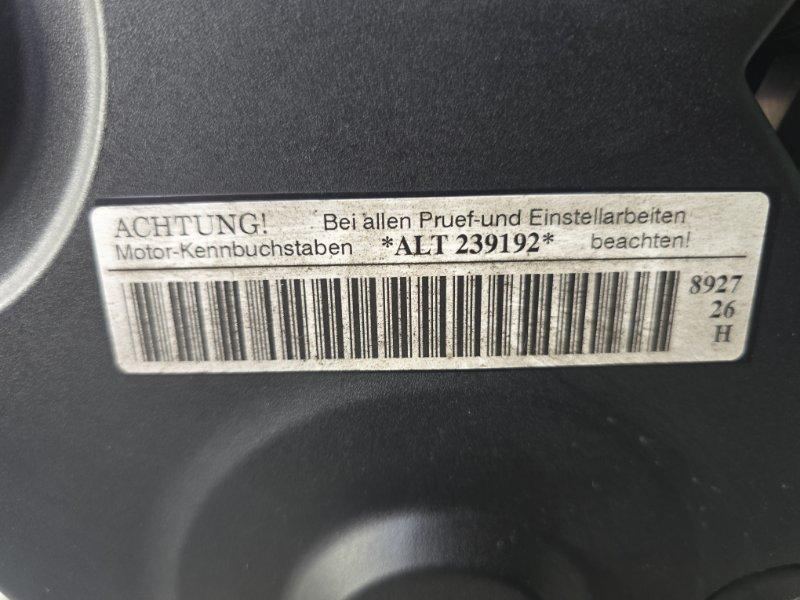 ACHTUNG! Bei allen Pruef-und Einstellarbeiten
Motor-Kennbuchstaben *ALT 239192* beachten!
8927
26
H